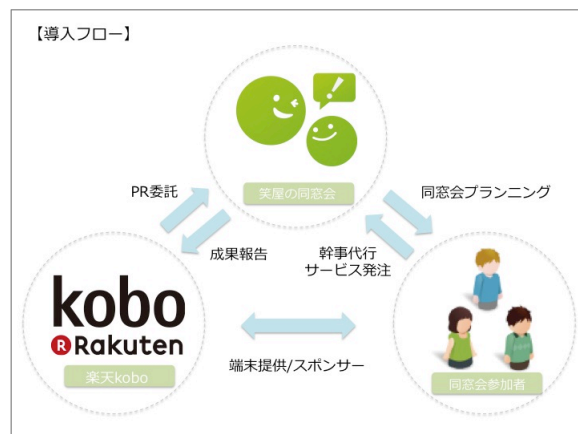 【導入フロー】
!
笑屋の同窓会
PR委託
同窓会プランニング
成果報告
幹事代行
サービス発注
kobo
R Rakuten
楽天kobo
端末提供/スポンサー
同窓会参加者